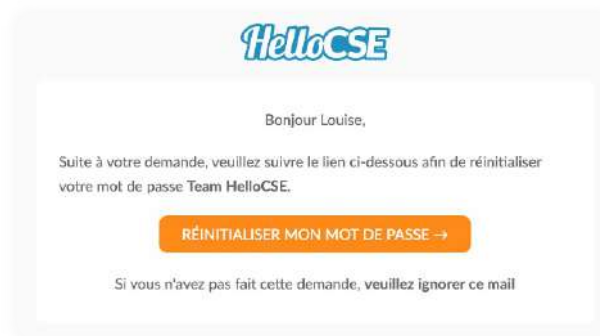 HelloCSE
Bonjour Louise,
Suite à votre demande, veuillez suivre le lien ci-dessous afin de réinitialiser
votre mot de passe Team HelloCSE.
RÉINITIALISER MON MOT DE PASSE →
Si vous n'avez pas fait cette demande, veuillez ignorer ce mail